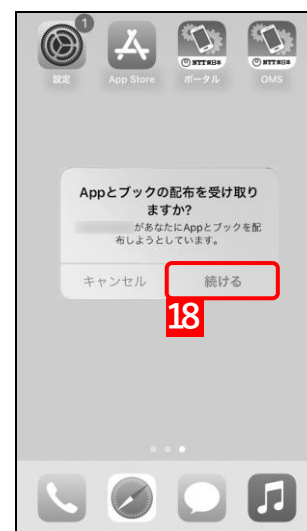 1
NTT東日本
NTT東日本
設定
App Store
ポータル
OMS
Appとブックの配布を受け取り
ますか?
があなたにAppとブックを配
布しようとしています。
キャンセル
続ける
18